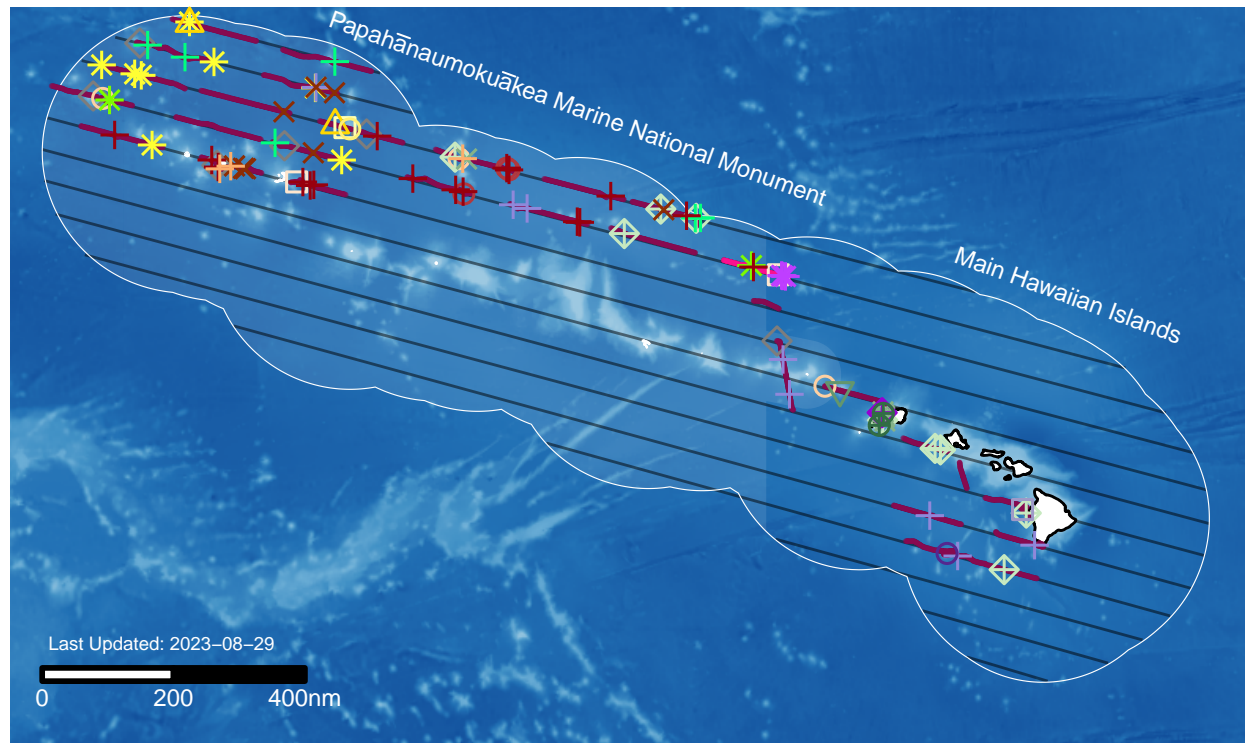 Papahānaumokuākea Marine National Monument
Main Hawaiian Islands
Last Updated: 2023−08−29
0 200 400nm